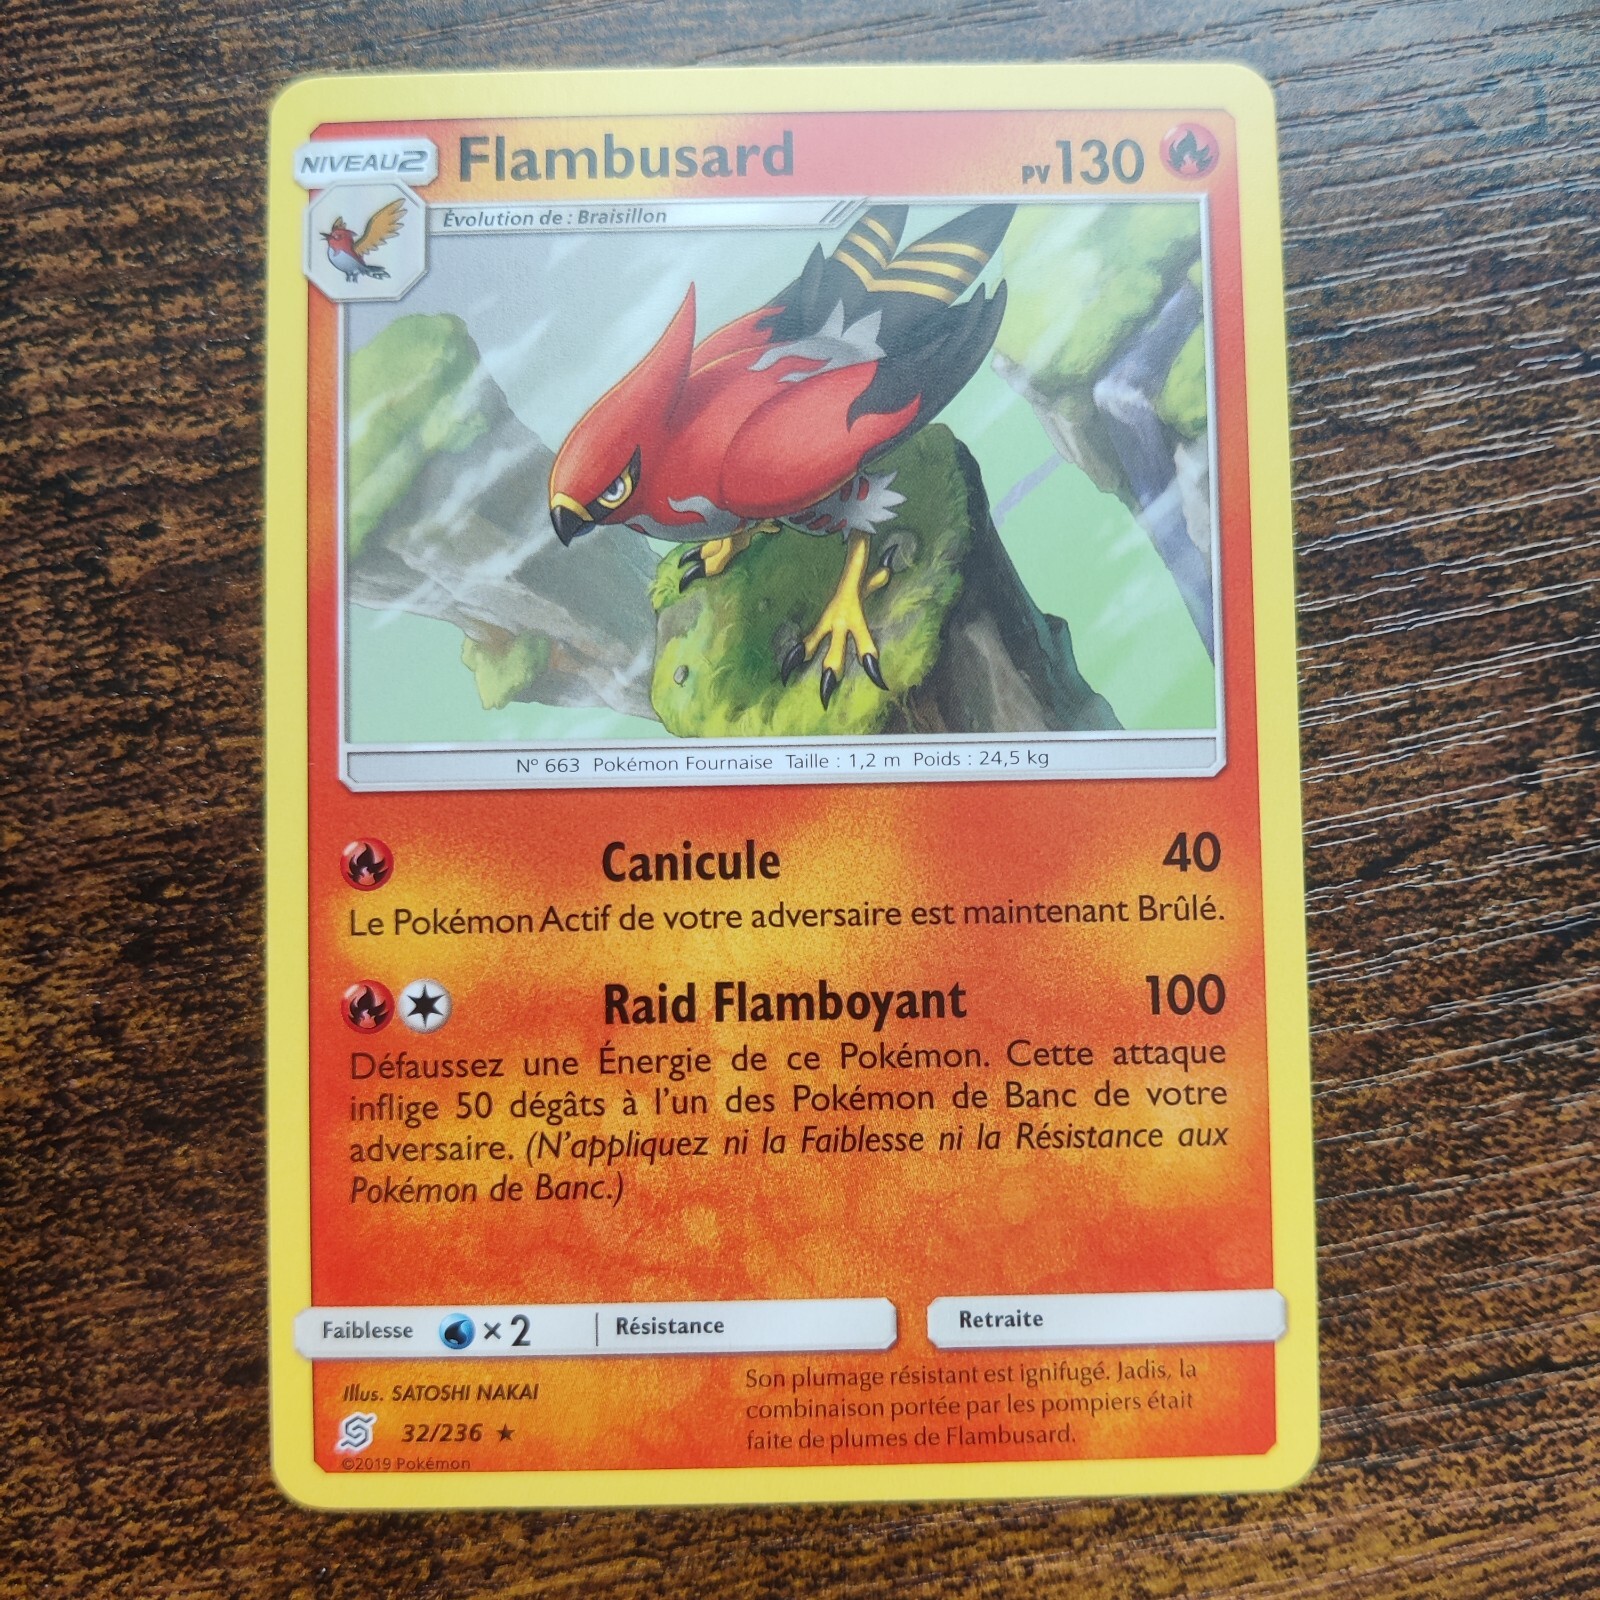 NIVEAU 2
Flambusard
PV 130
Évolution de : Braisillon
N° 663 Pokémon Fournaise Taille : 1,2 m Poids : 24,5 kg
Canicule 40
Le Pokémon Actif de votre adversaire est maintenant Brûlé.
Raid Flamboyant 100
Défaussez une Énergie de ce Pokémon. Cette attaque
inflige 50 dégâts à l'un des Pokémon de Banc de votre
adversaire. (N'appliquez ni la Faiblesse ni la Résistance aux
Pokémon de Banc.)
Faiblesse × 2 Résistance Retraite
Illus. SATOSHI NAKAI
32/236 ★
©2019 Pokémon
Son plumage résistant est ignifugé. Jadis, la
combinaison portée par les pompiers était
faite de plumes de Flambusard.